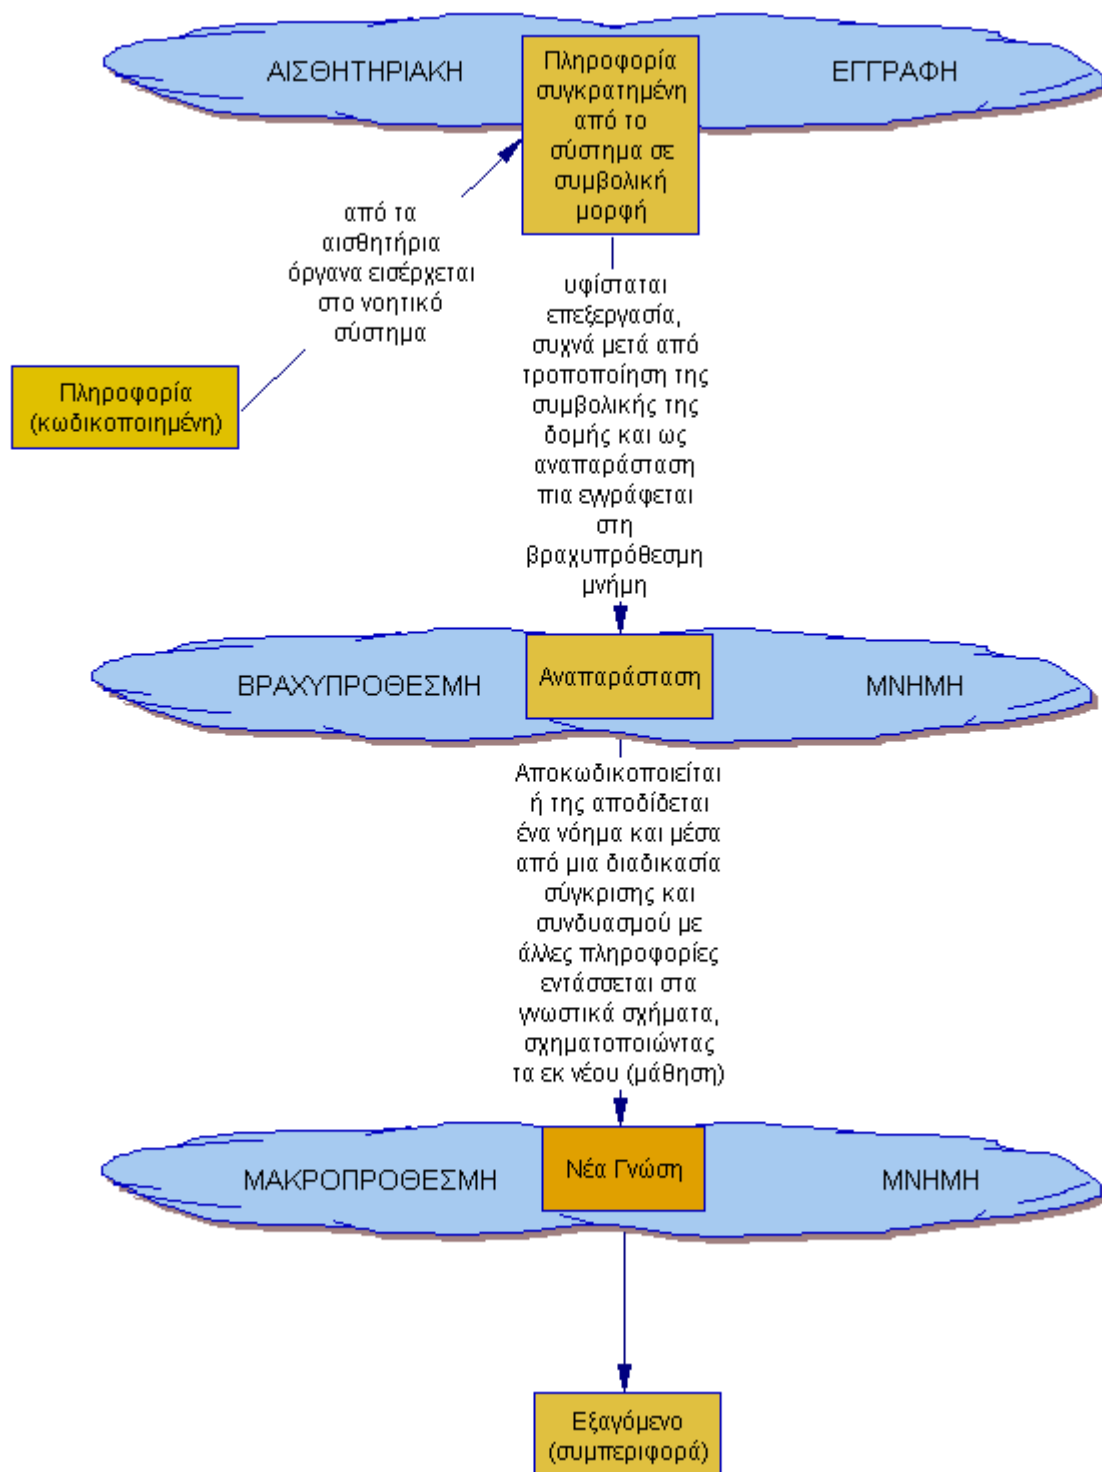 ΑΙΣΘΗΤΗΡΙΑΚΗ
ΕΓΓΡΑΦΗ
Πληροφορία
συγκρατημένη
από το
σύστημα σε
συμβολική
μορφή
από τα
αισθητήρια
όργανα εισέρχεται
στο νοητικό
σύστημα
Πληροφορία
(κωδικοποιημένη)
υφίσταται
επεξεργασία,
συχνά μετά από
τροποποίηση της
συμβολικής της
δομής και ως
αναπαράσταση
πια εγγράφεται
στη
βραχυπρόθεσμη
μνήμη
ΒΡΑΧΥΠΡΟΘΕΣΜΗ
Αναπαράσταση
ΜΝΗΜΗ
Αποκωδικοποιείται
ή της αποδίδεται
ένα νόημα και μέσα
από μια διαδικασία
σύγκρισης και
συνδυασμού με
άλλες πληροφορίες
εντάσσεται στα
γνωστικά σχήματα,
σχηματοποιώντας
τα εκ νέου (μάθηση)
ΜΑΚΡΟΠΡΟΘΕΣΜΗ
Νέα Γνώση
ΜΝΗΜΗ
Εξαγόμενο
(συμπεριφορά)